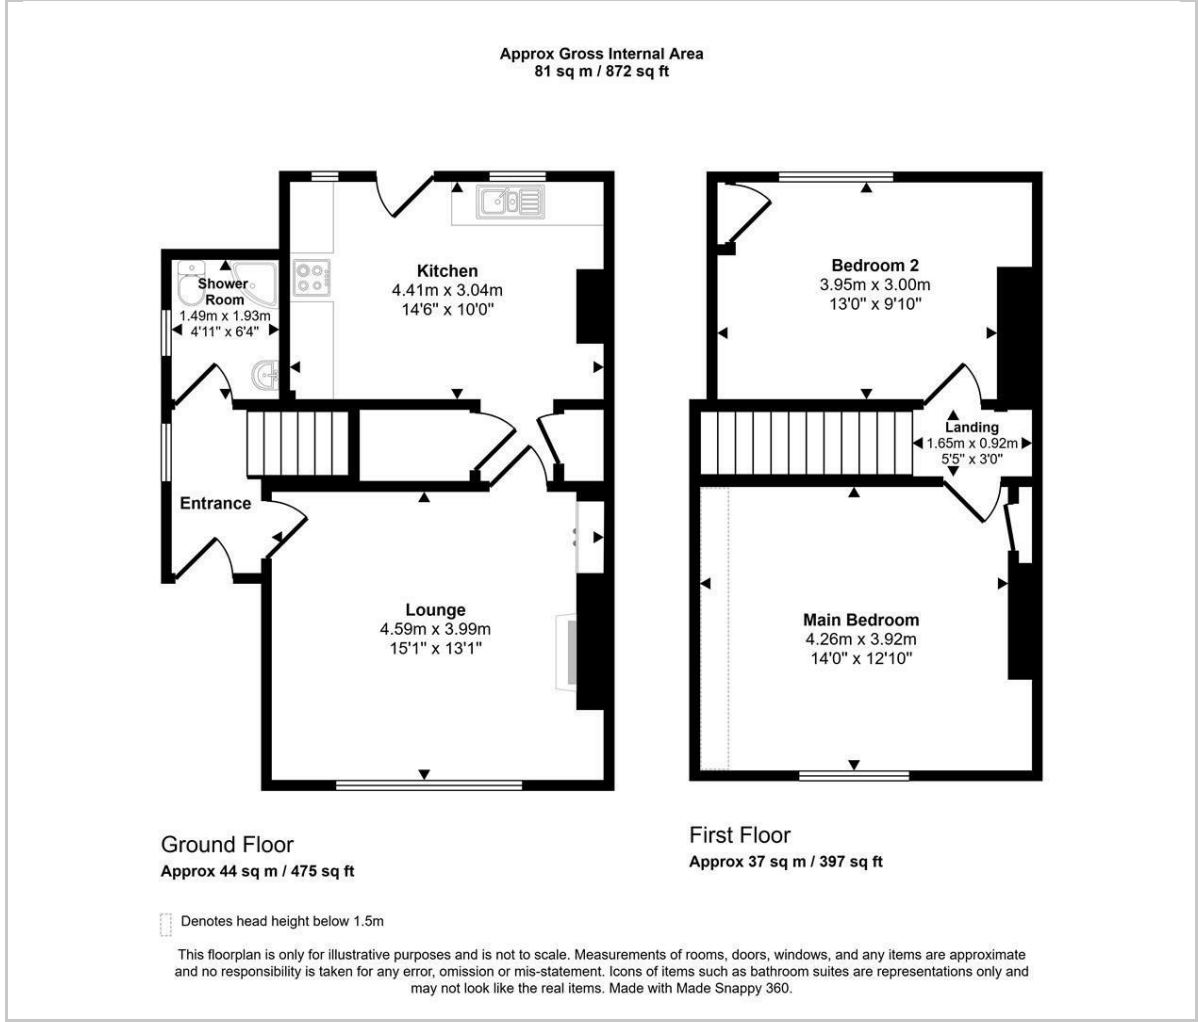 Approx Gross Internal Area
81 sq m / 872 sq ft
Kitchen
4.41m x 3.04m
14'6" x 10'0"
Shower
Room
1.49m x 1.93m
4'11" x 6'4"
Entrance
Lounge
4.59m x 3.99m
15'1" x 13'1"
Bedroom 2
3.95m x 3.00m
13'0" x 9'10"
Landing
1.65m x 0.92m
5'5" x 3'0"
Main Bedroom
4.26m x 3.92m
14'0" x 12'10"
Ground Floor
Approx 44 sq m / 475 sq ft
First Floor
Approx 37 sq m / 397 sq ft
Denotes head height below 1.5m
This floorplan is only for illustrative purposes and is not to scale. Measurements of rooms, doors, windows, and any items are approximate
and no responsibility is taken for any error, omission or mis-statement. Icons of items such as bathroom suites are representations only and
may not look like the real items. Made with Made Snappy 360.